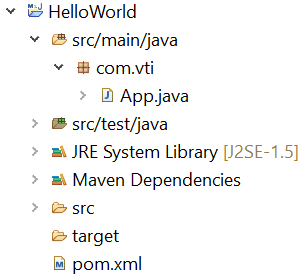 HelloWorld
src/main/java
com.vti
App.java
src/test/java
JRE System Library [J2SE-1.5]
Maven Dependencies
src
target
pom.xml